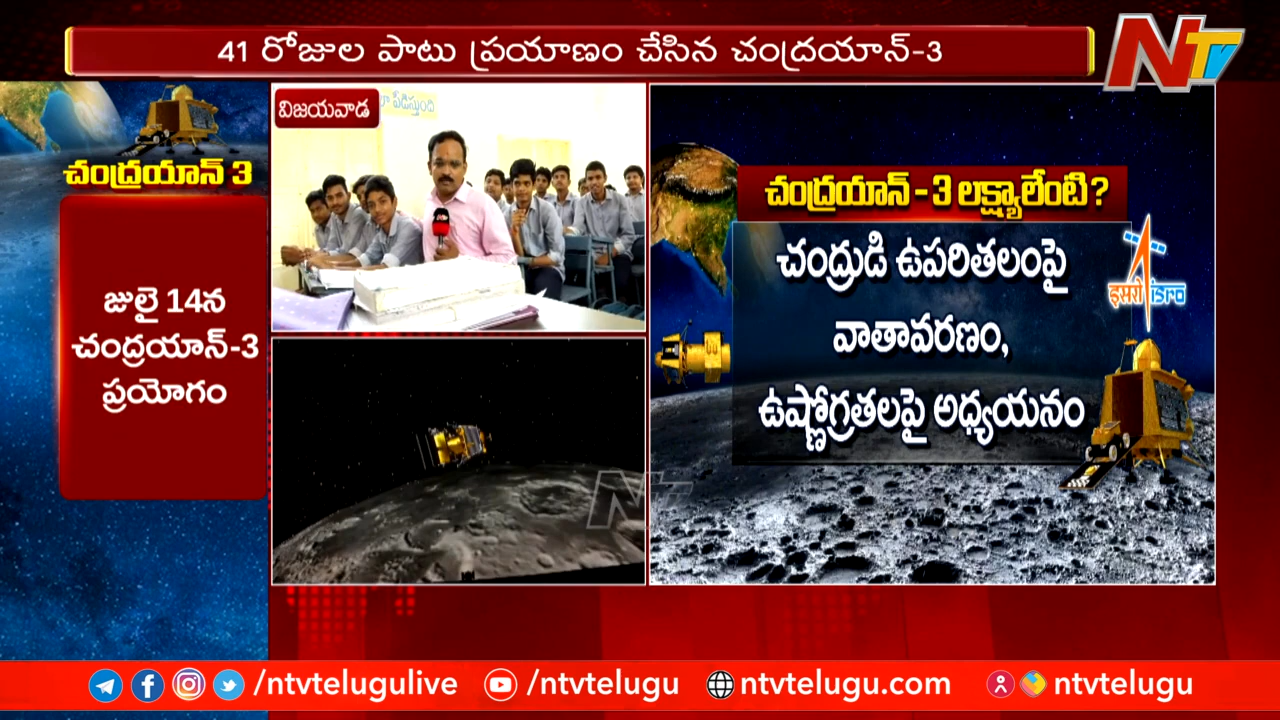 41 రోజుల పాటు ప్రయాణం చేసిన చంద్రయాన్-3
NTV
చంద్రయాన్ 3
జులై 14న
చంద్రయాన్-3
ప్రయోగం
విజయవాడ
పీడిస్తుంది
చంద్రయాన్ - 3 లక్ష్యాలేంటి?
చంద్రుడి ఉపరితలంపై
వాతావరణం,
ఉష్ణోగ్రతలపై అధ్యయనం
इसरो isro
/ntvtelugulive
/ntvtelugu
ntvtelugu.com
ntvtelugu